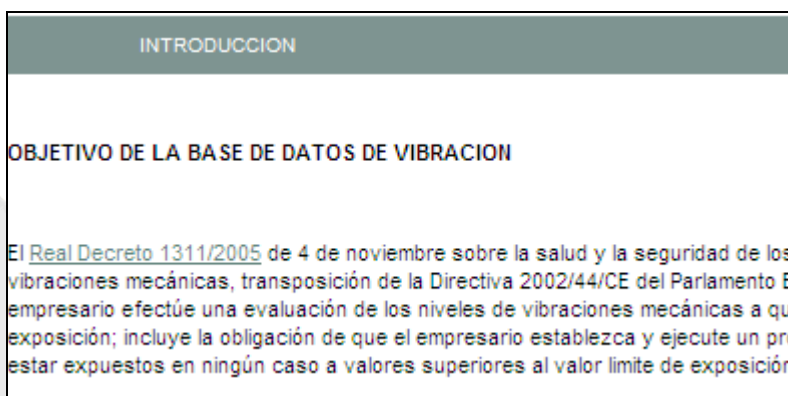 INTRODUCCION
OBJETIVO DE LA BASE DE DATOS DE VIBRACION
El Real Decreto 1311/2005 de 4 de noviembre sobre la salud y la seguridad de los
vibraciones mecánicas, transposición de la Directiva 2002/44/CE del Parlamento
empresario efectúe una evaluación de los niveles de vibraciones mecánicas a
exposición; incluye la obligación de que el empresario establezca y ejecute un
estar expuestos en ningún caso a valores superiores al valor limite de exposición